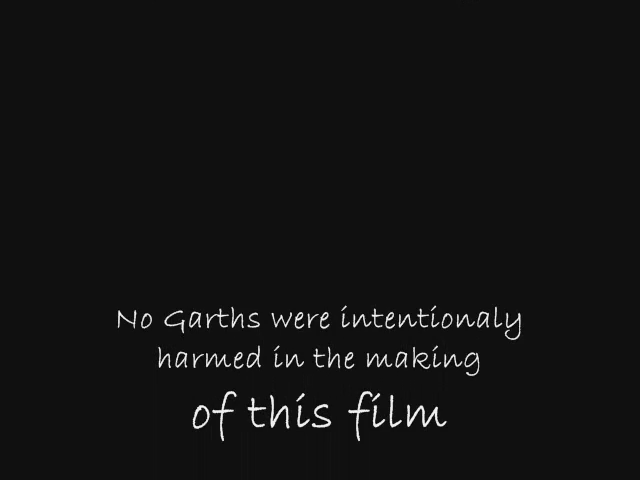 No Garths were intentionaly
harmed in the making
of this film